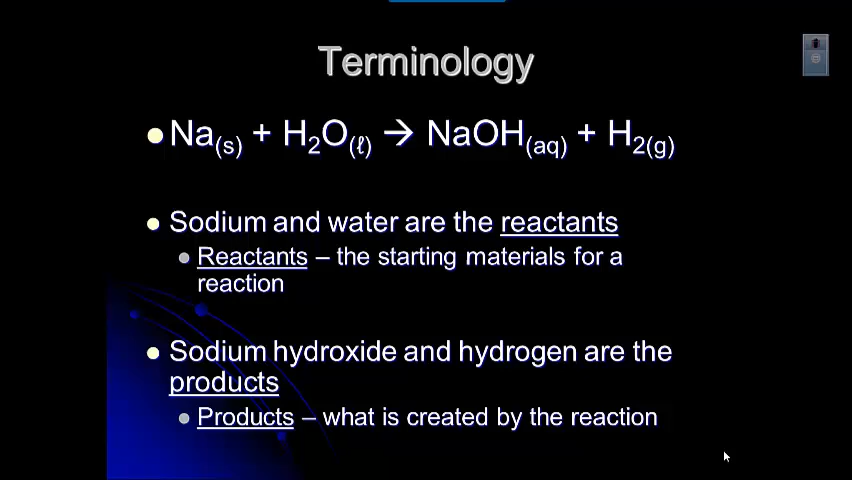 Terminology
● Na(s) + H2O(ℓ) → NaOH(aq) + H2(g)
● Sodium and water are the reactants
● Reactants – the starting materials for a
reaction
● Sodium hydroxide and hydrogen are the
products
● Products – what is created by the reaction